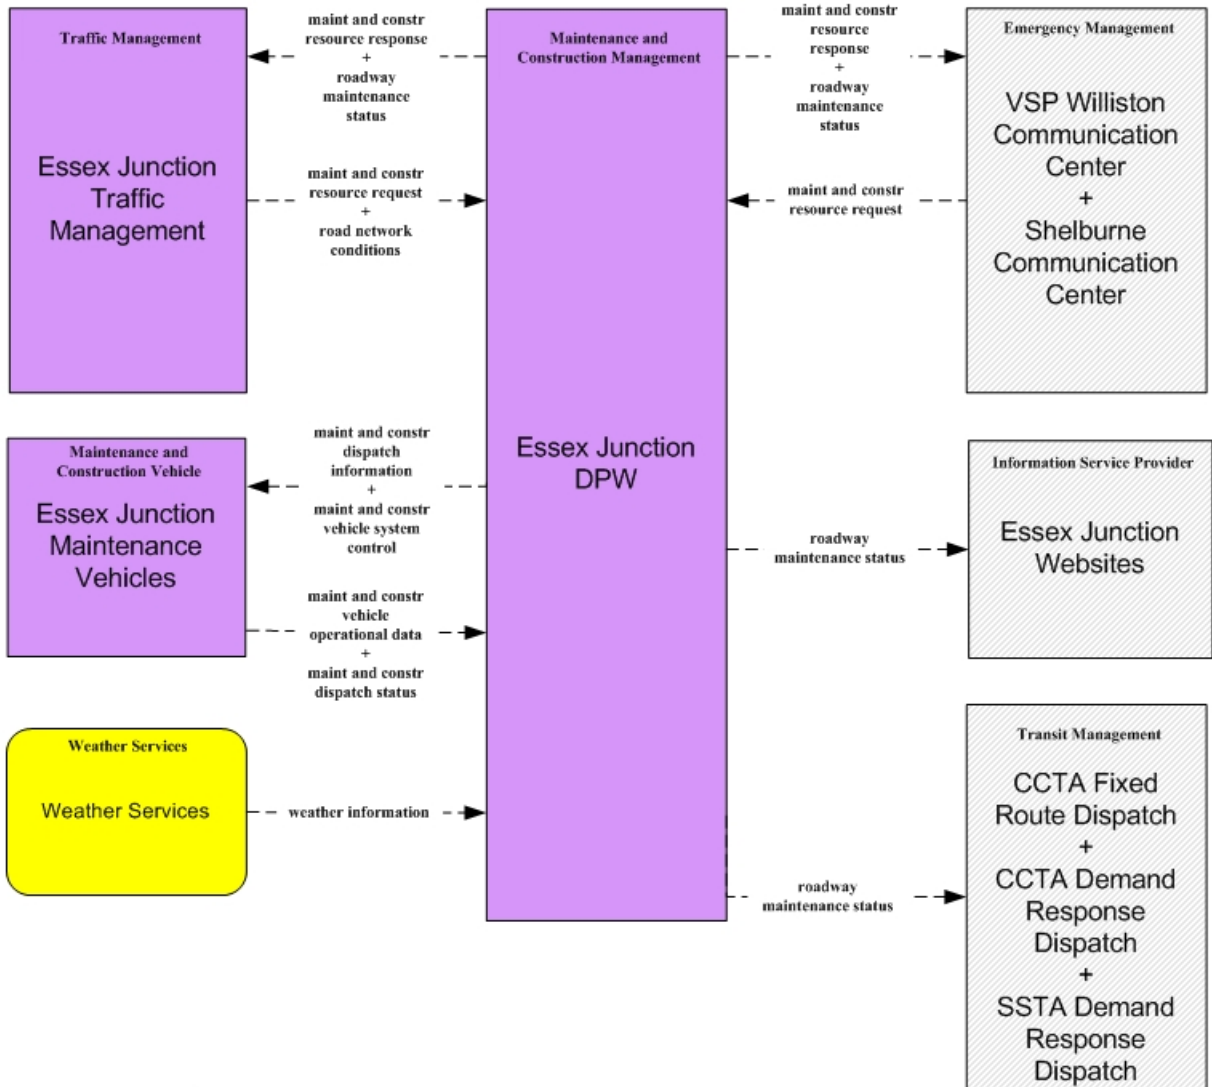 Traffic Management
Essex Junction
Traffic
Management
maint and constr
resource response
+
roadway
maintenance
status
maint and constr
resource request
+
road network
conditions
Maintenance and
Construction Management
Essex Junction
DPW
maint and constr
resource
response
+
roadway
maintenance
status
maint and constr
resource request
Emergency Management
VSP Williston
Communication
Center
+
Shelburne
Communication
Center
Maintenance and
Construction Vehicle
Essex Junction
Maintenance
Vehicles
maint and constr
dispatch
information
+
maint and constr
vehicle system
control
maint and constr
vehicle
operational data
+
maint and constr
dispatch status
roadway
maintenance status
Information Service Provider
Essex Junction
Websites
Weather Services
Weather Services
weather information
roadway
maintenance status
Transit Management
CCTA Fixed
Route Dispatch
+
CCTA Demand
Response
Dispatch
+
SSTA Demand
Response
Dispatch